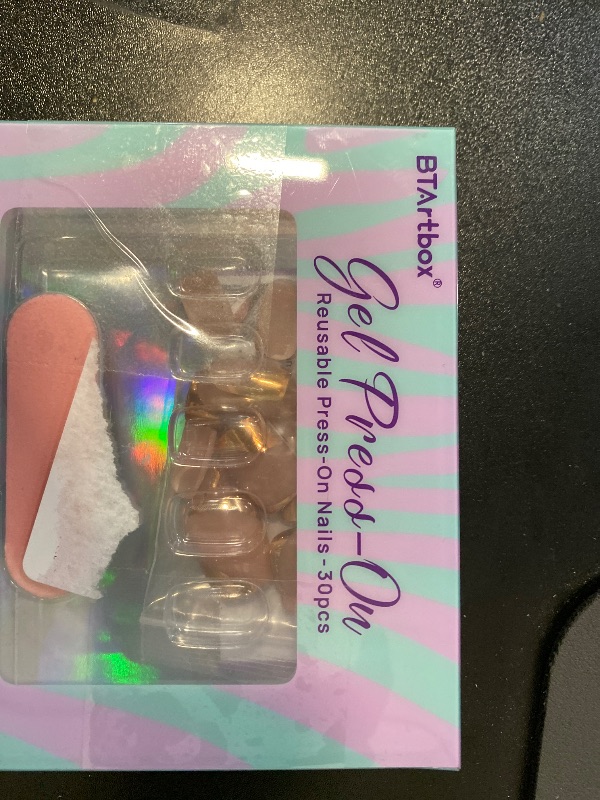 BTArtbox®
Gel Press-On
Reusable Press-On Nails-30pcs